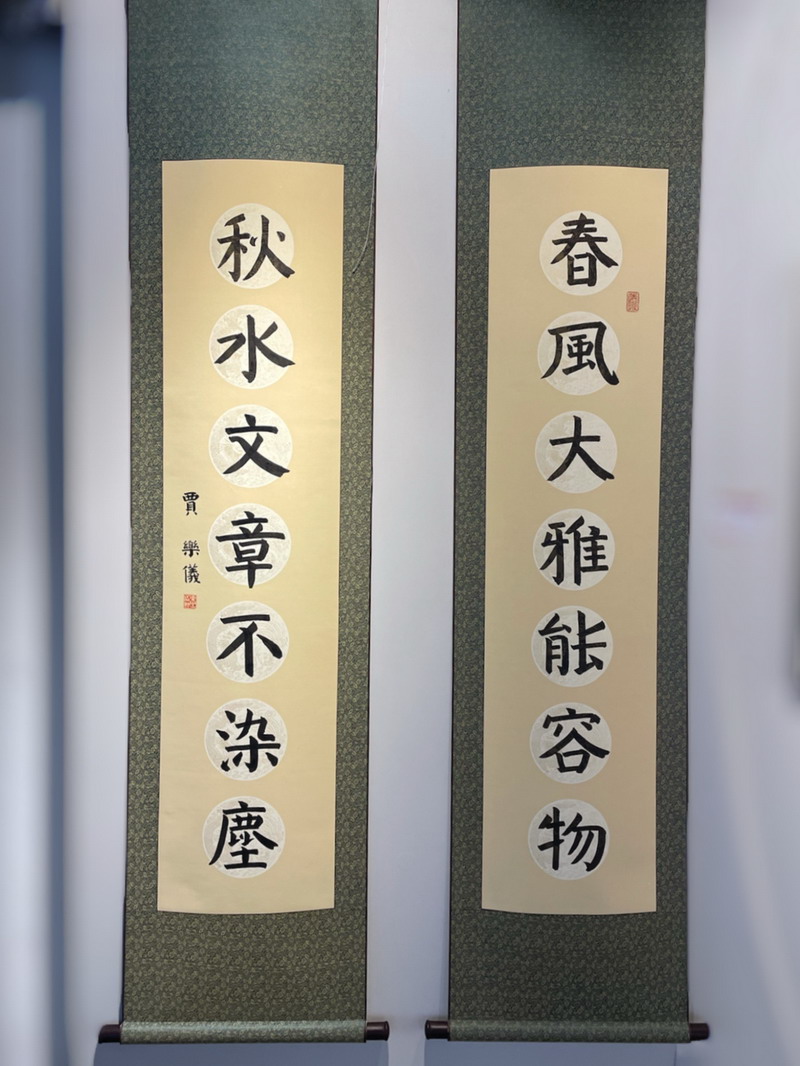 春風大雅能容物
秋水文章不染塵
賈樂儀